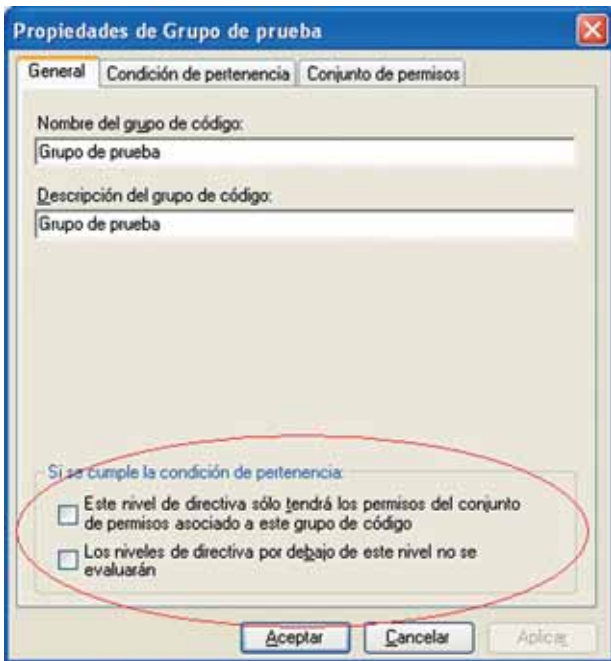 Propiedades de Grupo de prueba
General
Condición de pertenencia
Conjunto de permisos
Nombre del grupo de código:
Grupo de prueba
Descripción del grupo de código:
Grupo de prueba
Si se cumple la condición de pertenencia:
Este nivel de directiva sólo tendrá los permisos del conjunto
de permisos asociado a este grupo de código
Los niveles de directiva por debajo de este nivel no se
evaluarán
Aceptar
Cancelar
Aplicar